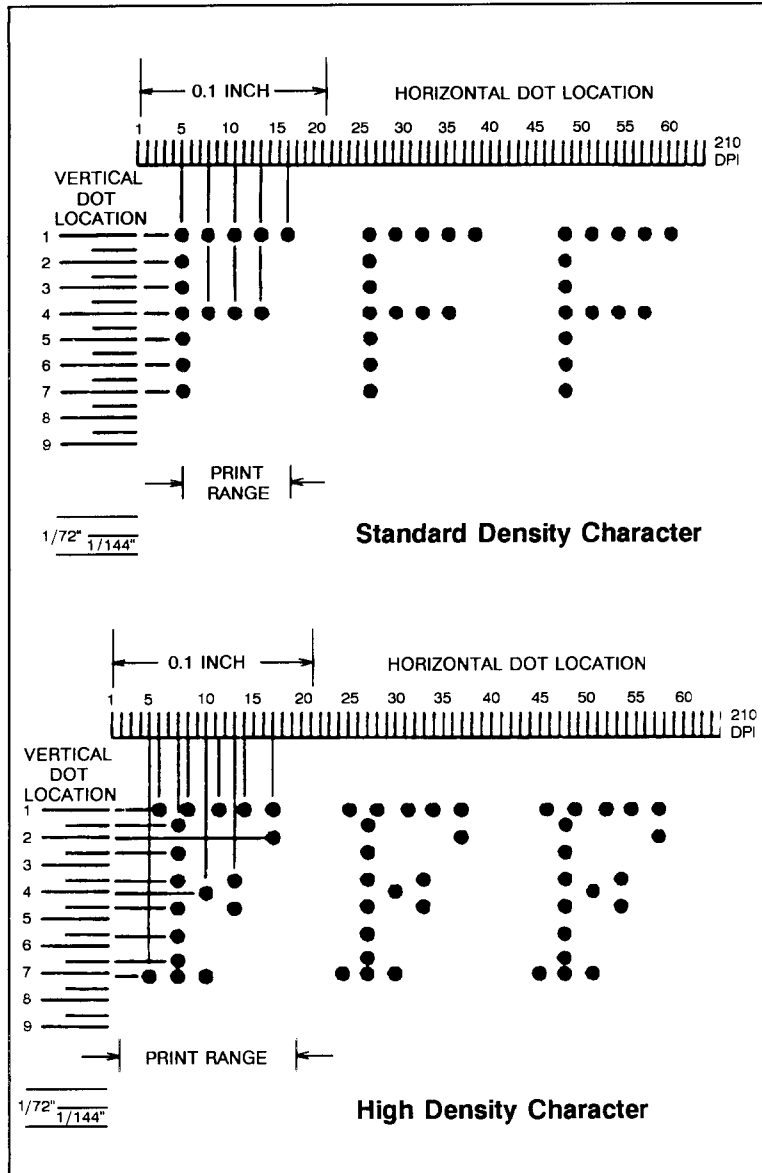 0.1 INCH HORIZONTAL DOT LOCATION
1 5 10 15 20 25 30 35 40 45 50 55 60
210
DPI
VERTICAL
DOT
LOCATION
1
2
3
4
5
6
7
8
9
PRINT
RANGE
1/72" 1/144"
Standard Density Character
0.1 INCH HORIZONTAL DOT LOCATION
1 5 10 15 20 25 30 35 40 45 50 55 60
210
DPI
VERTICAL
DOT
LOCATION
1
2
3
4
5
6
7
8
9
PRINT RANGE
1/72" 1/144"
High Density Character